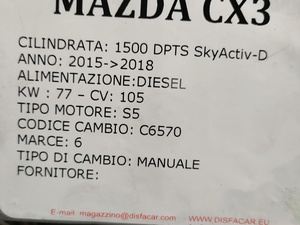 MAZDA CX3
CILINDRATA: 1500 DPTS SkyActiv-D
ANNO: 2015->2018
ALIMENTAZIONE:DIESEL
KW : 77 – CV: 105
TIPO MOTORE: S5
CODICE CAMBIO: C6570
MARCE: 6
TIPO DI CAMBIO: MANUALE
FORNITORE:
E-mail: magazzino@disfacar.eu WWW.DISFACAR.EU